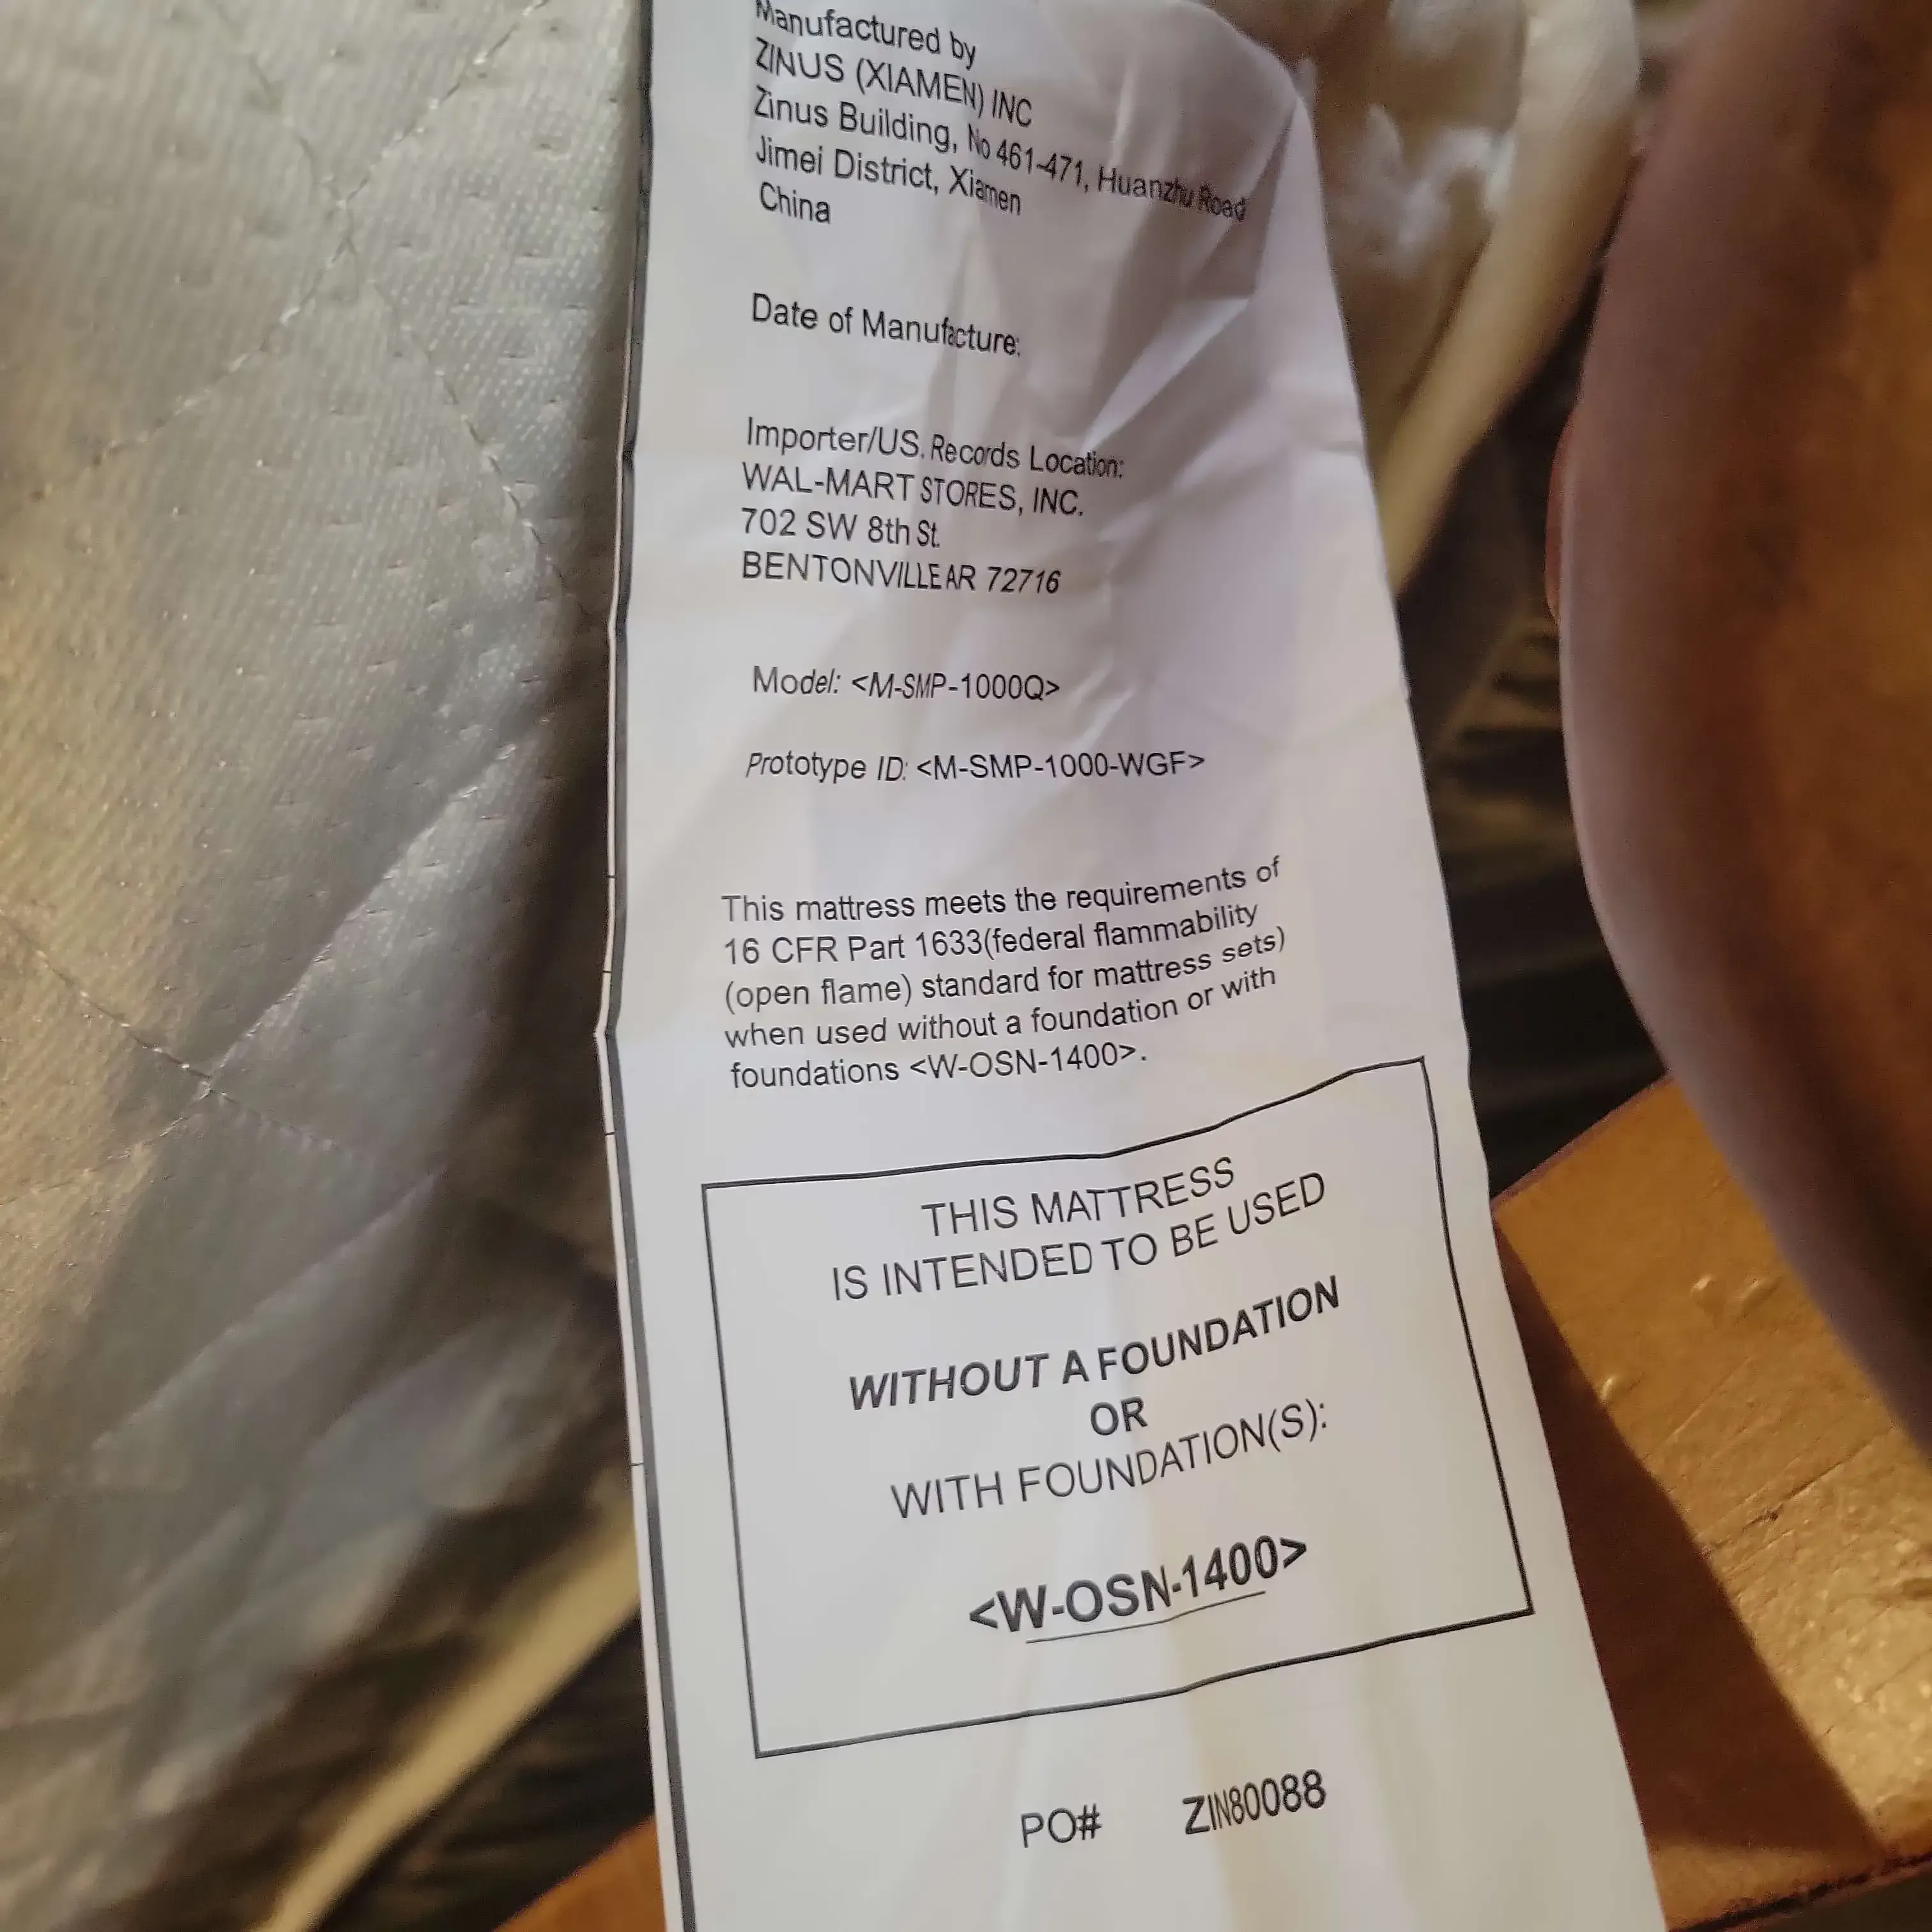 Manufactured by
ZINUS (XIAMEN) INC
Zinus Building, No 461-471, Huanzhu Road
Jimei District, Xiamen
China
Date of Manufacture:
Importer/US. Records Location:
WAL-MART STORES, INC.
702 SW 8th St.
BENTONVILLE AR 72716
Model: <M-SMP-1000Q>
Prototype ID: <M-SMP-1000-WGF>
This mattress meets the requirements of
16 CFR Part 1633(federal flammability
(open flame) standard for mattress sets)
when used without a foundation or with
foundations <W-OSN-1400>.
THIS MATTRESS
IS INTENDED TO BE USED
WITHOUT A FOUNDATION
OR
WITH FOUNDATION(S):
<W-OSN-1400>
PO# ZIN80088